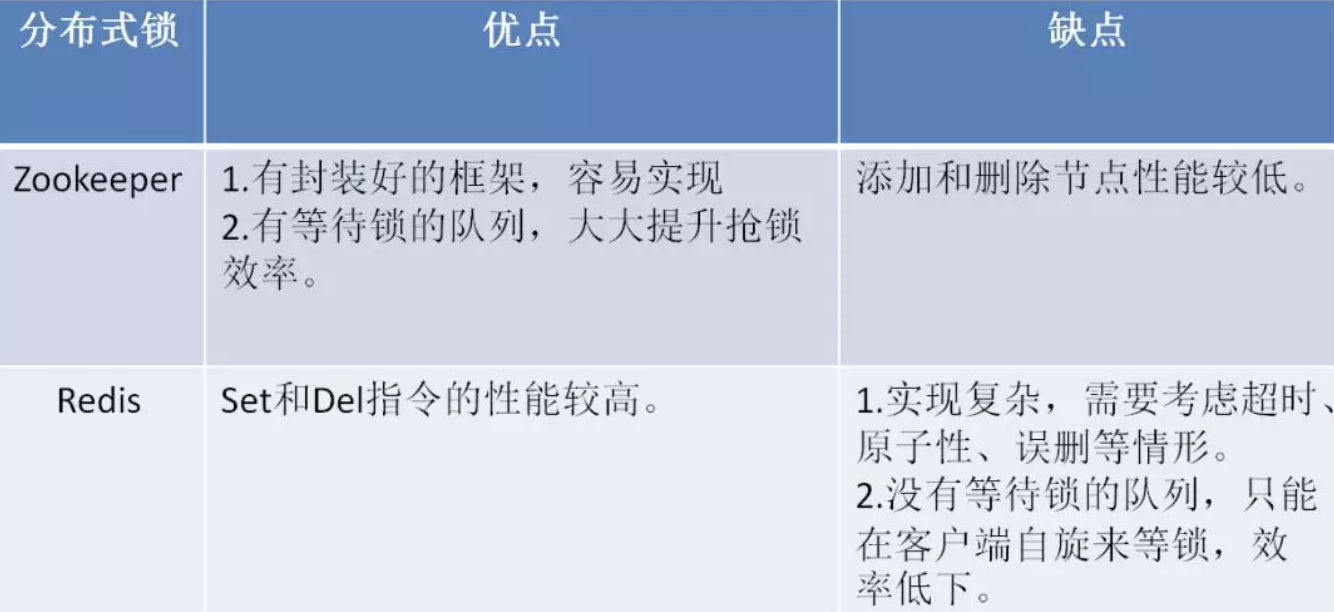 分布式锁
优点
缺点
Zookeeper
1.有封装好的框架，容易实现
2.有等待锁的队列，大大提升抢锁
效率。
添加和删除节点性能较低。
Redis
Set和Del指令的性能较高。
1.实现复杂，需要考虑超时、
原子性、误删等情形。
2.没有等待锁的队列，只能
在客户端自旋来等锁，效
率低下。